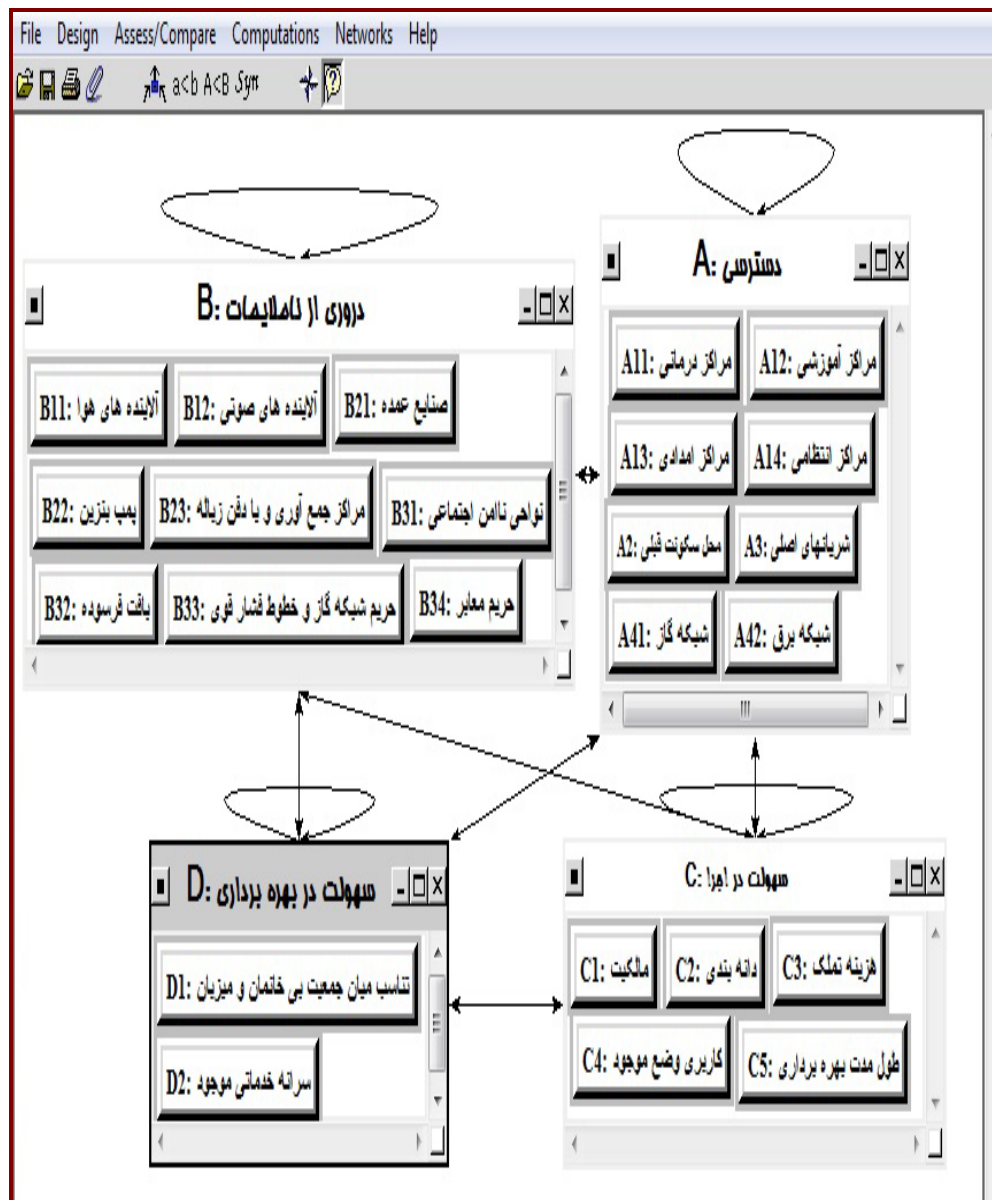 File Design Assess/Compare Computations Networks Help
a<b A<B Syn
A: دسترسی
A11: مراکز درمانی
A12: مراکز آموزشی
A13: مراکز امدادی
A14: مراکز انتظامی
A2: محل سکونت قبلی
A3: شریانهای اصلی
A41: شبکه گاز
A42: شبکه برق
B: دروری از ناملایمات
B11: آلاینده های هوا
B12: آلاینده های صوتی
B21: صنایع عمده
B22: پمپ بنزین
B23: مراکز جمع آوری و یا دفن زباله
B31: نواحی ناامن اجتماعی
B32: بافت فرسوده
B33: حریم شبکه گاز و خطوط فشار قوی
B34: حریم معابر
D: سهولت در بهره برداری
D1: تناسب میان جمعیت بی خانمان و میزبان
D2: سرانه خدماتی موجود
C: سهولت در اجرا
C1: مالکیت
C2: دانه بندی
C3: هزینه تملک
C4: کاربری وضع موجود
C5: طول مدت بهره برداری